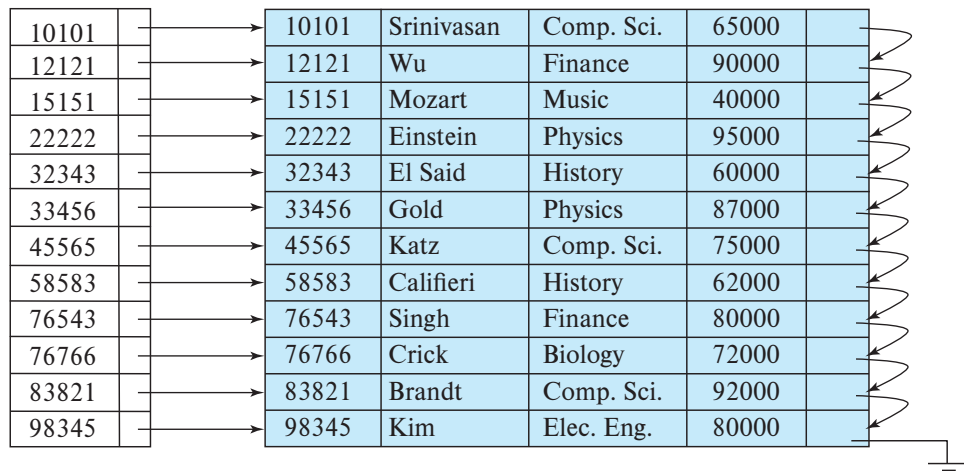 10101 10101 Srinivasan Comp. Sci. 65000
12121 12121 Wu Finance 90000
15151 15151 Mozart Music 40000
22222 22222 Einstein Physics 95000
32343 32343 El Said History 60000
33456 33456 Gold Physics 87000
45565 45565 Katz Comp. Sci. 75000
58583 58583 Califieri History 62000
76543 76543 Singh Finance 80000
76766 76766 Crick Biology 72000
83821 83821 Brandt Comp. Sci. 92000
98345 98345 Kim Elec. Eng. 80000